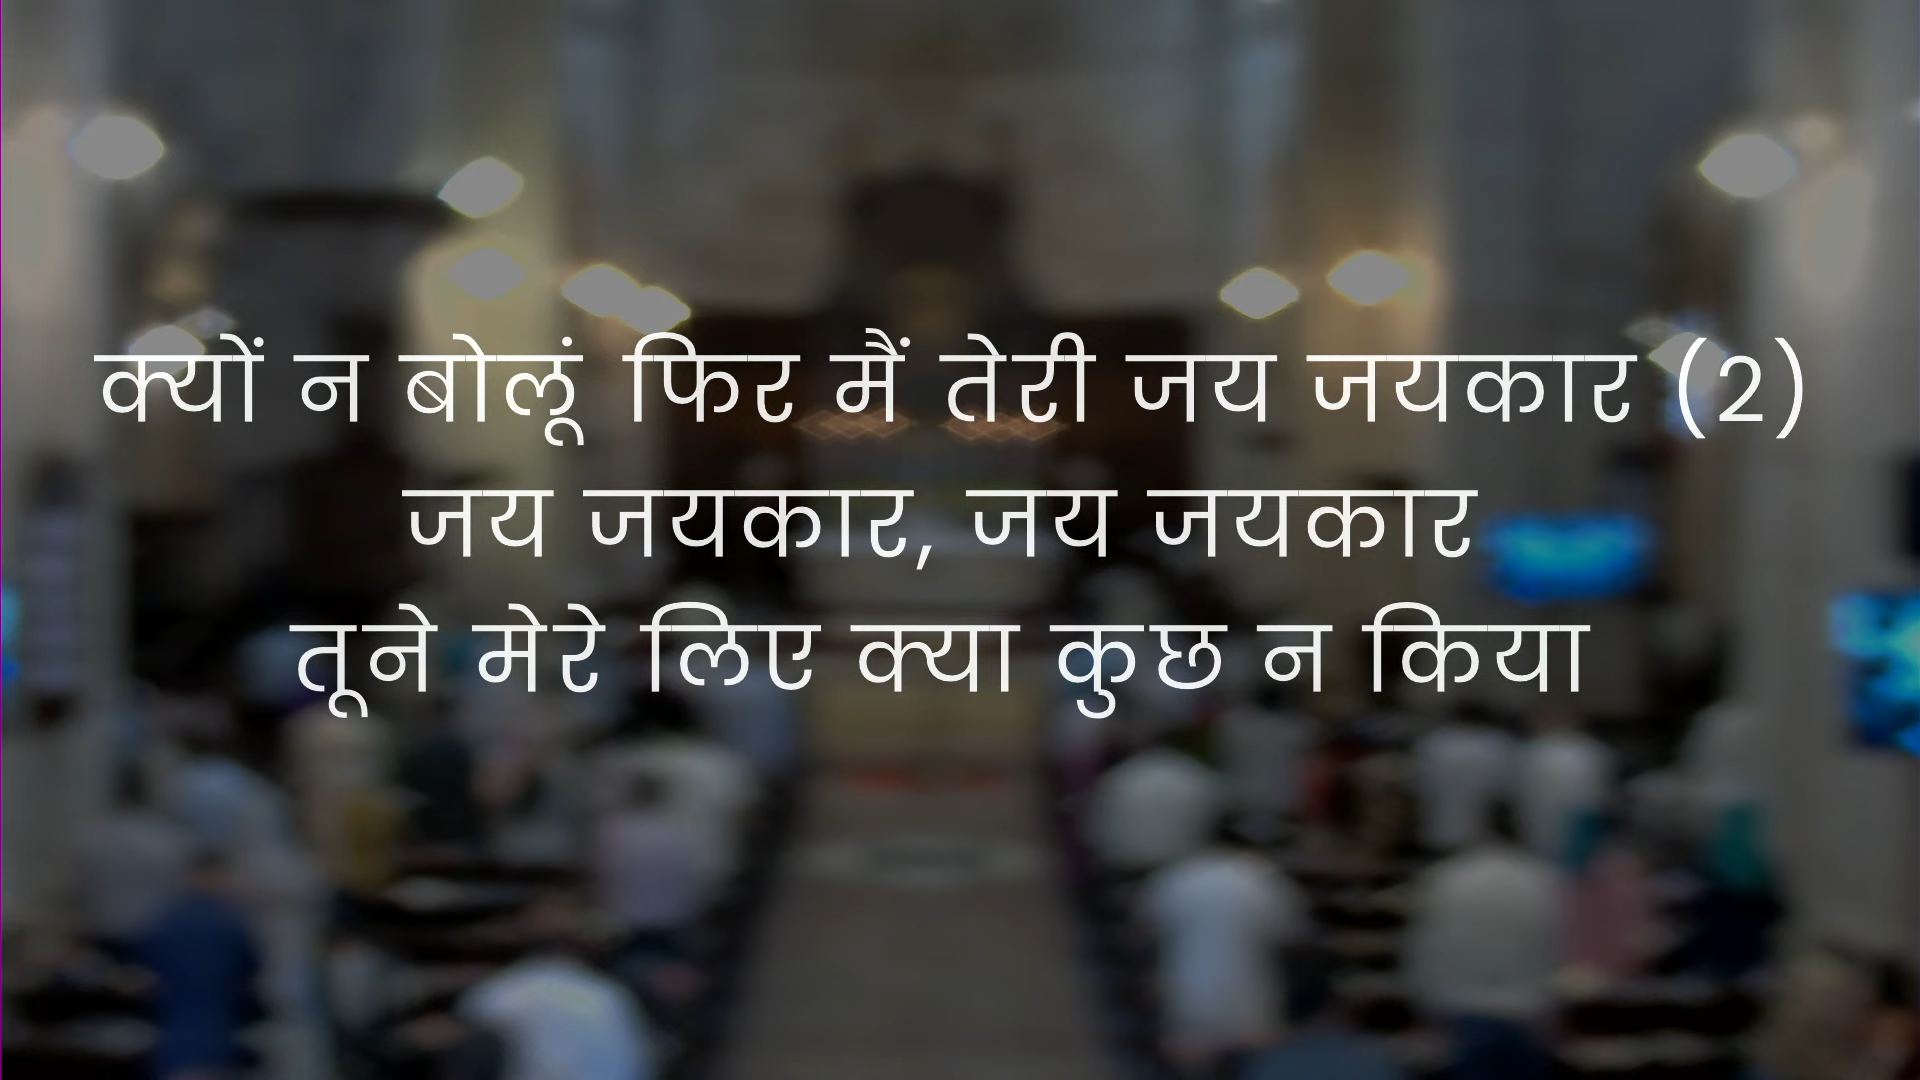 क्यों न बोलूं फिर मैं तेरी जय जयकार (2)
जय जयकार, जय जयकार
तूने मेरे लिए क्या कुछ न किया